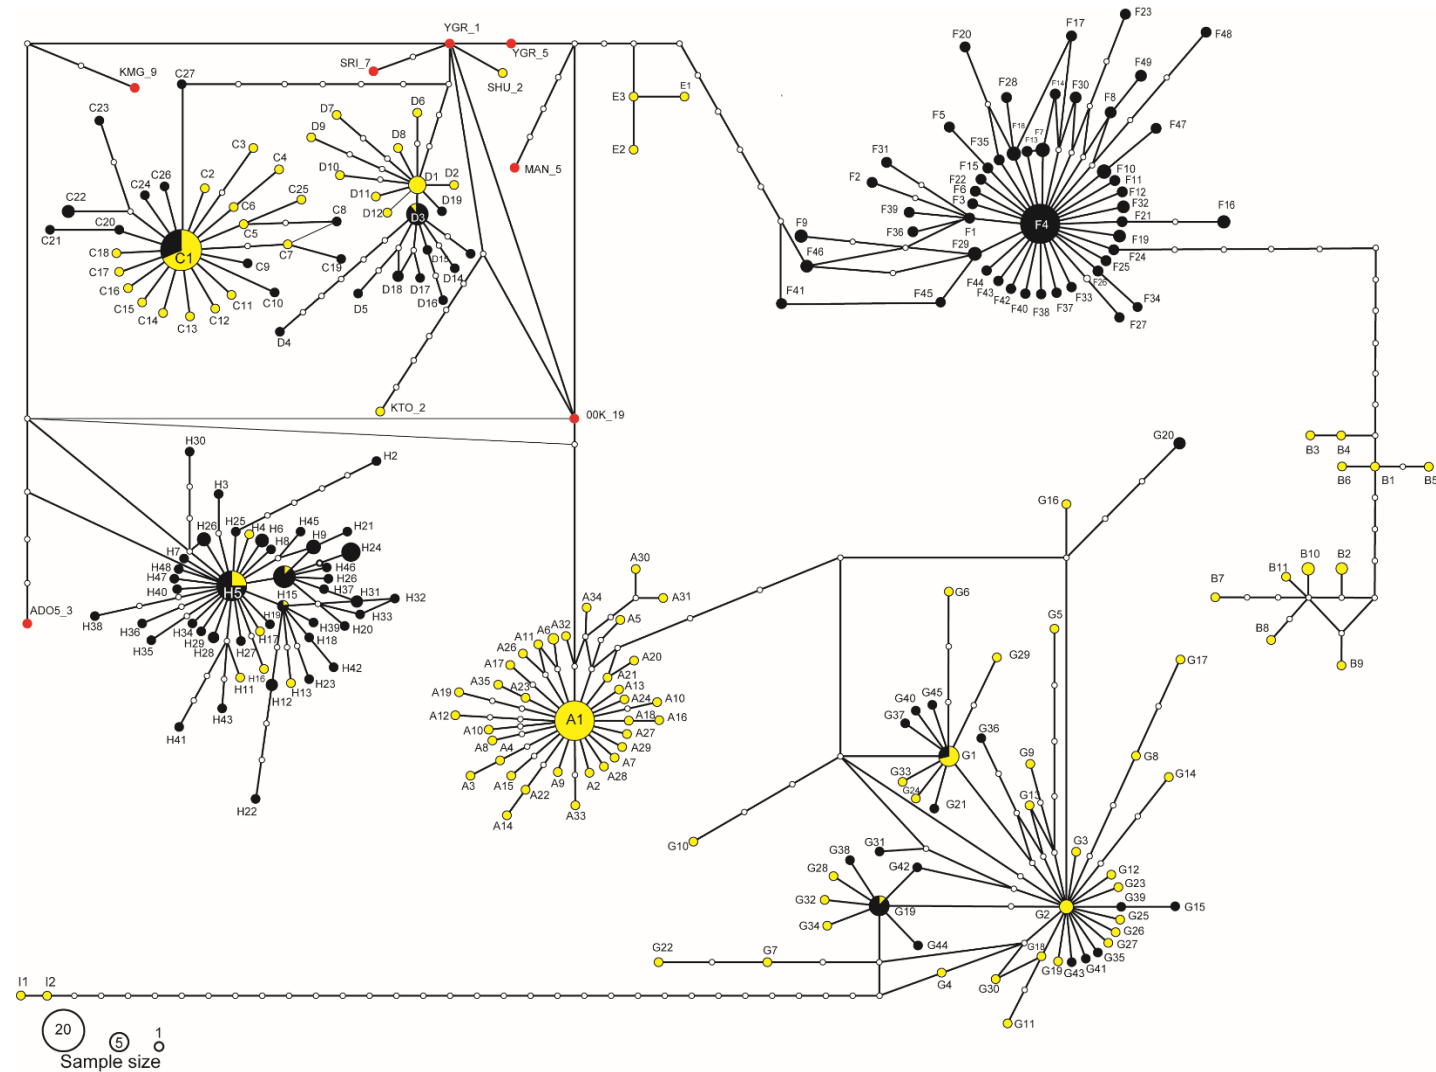 YGR_1
F23
F17
F48
F20
YGR_5
SRI_7
KMG_9
C27
SHU_2
F49
F28
F14
F30
E3
E1
D7
D6
C23
F8
D9
F5
F18
F7
F47
D8
F35
F13
E2
C3
C4
F31
MAN_5
F15
F10
D10
D1
D2
F2
F22
F11
C26
C24
C2
C25
F6
F12
D11
D19
F3
F32
C22
C6
C8
D12
D3
F39
F21
F16
C20
C5
F1
F4
C21
F9
F36
F19
C18
C1
C7
C9
C19
D15
D14
F46
F29
F24
F25
C17
C16
C10
D18
D17
F44
F26
C15
C11
D16
F43
F42
F33
F34
C14
C13
C12
D5
F41
F45
F40
F38
F37
F27
D4
KTO_2
00K_19
G20
H30
B3
B4
H2
H3
B6
B1
B5
G16
H26
H25
H4
H6
H45
H21
H9
H8
H24
H7
H48
H46
H47
H5
H26
A30
B10
B2
H40
H15
H37
H31
H32
B11
ADO5_3
H38
H19
H33
A34
A31
B7
H36
H34
H39
H20
A11
A6
A32
A5
G6
G5
H35
H29
H17
H18
A26
B8
H28
H27
A17
A20
G29
G17
H16
H42
A35
A21
B9
H11
H13
H23
A23
A13
A19
A24
A10
G40
G45
H12
H43
A12
A1
A18
A16
G37
G36
H41
A10
A27
A8
A4
A29
G1
G9
G8
A7
G33
G14
A3
A15
A9
A2
A28
G24
G13
H22
A22
G21
A14
A33
G10
G31
G3
G38
G42
G12
G28
G23
G32
G39
G19
G2
G15
G34
G25
G26
G44
G18
G27
G22
G7
G35
G19
G43
G41
I1
I2
G4
G30
G11
20
5
1
Sample size